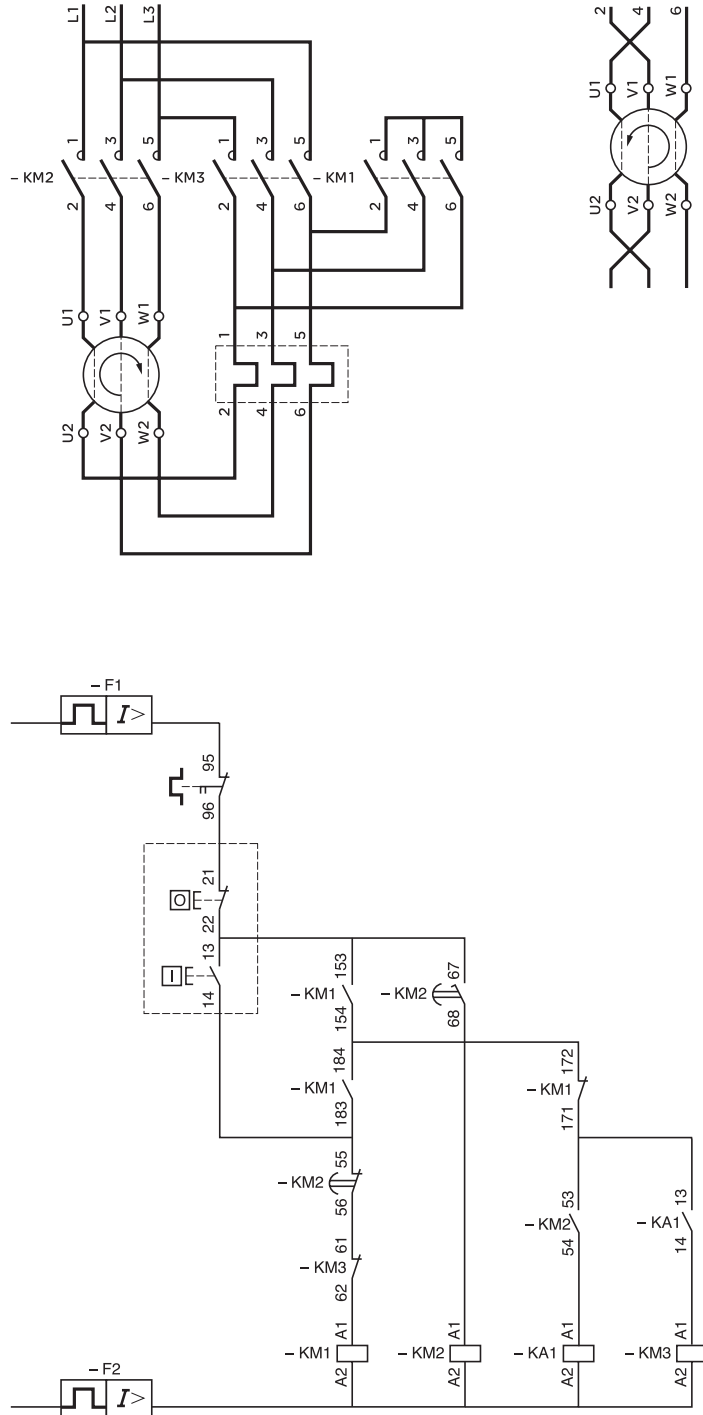 L1 L2 L3 2 4 6
U1 V1 W1
1 3 5 1 3 5 1 3 5
– KM2 – KM3 – KM1
2 4 6 2 4 6 2 4 6
U2 V2 W2
U1 V1 W1 1 3 5
2 4 6
U2 V2 W2
– F1
I>
95
96
21
O
22
13
I
14
153 67
– KM1 – KM2
154 68
184 172
– KM1 – KM1
183 171
55
– KM2
56
53 13
– KM2 – KA1
54 14
61
– KM3
62
A1 A1 A1 A1
– KM1 – KM2 – KA1 – KM3
A2 A2 A2 A2
– F2
I>